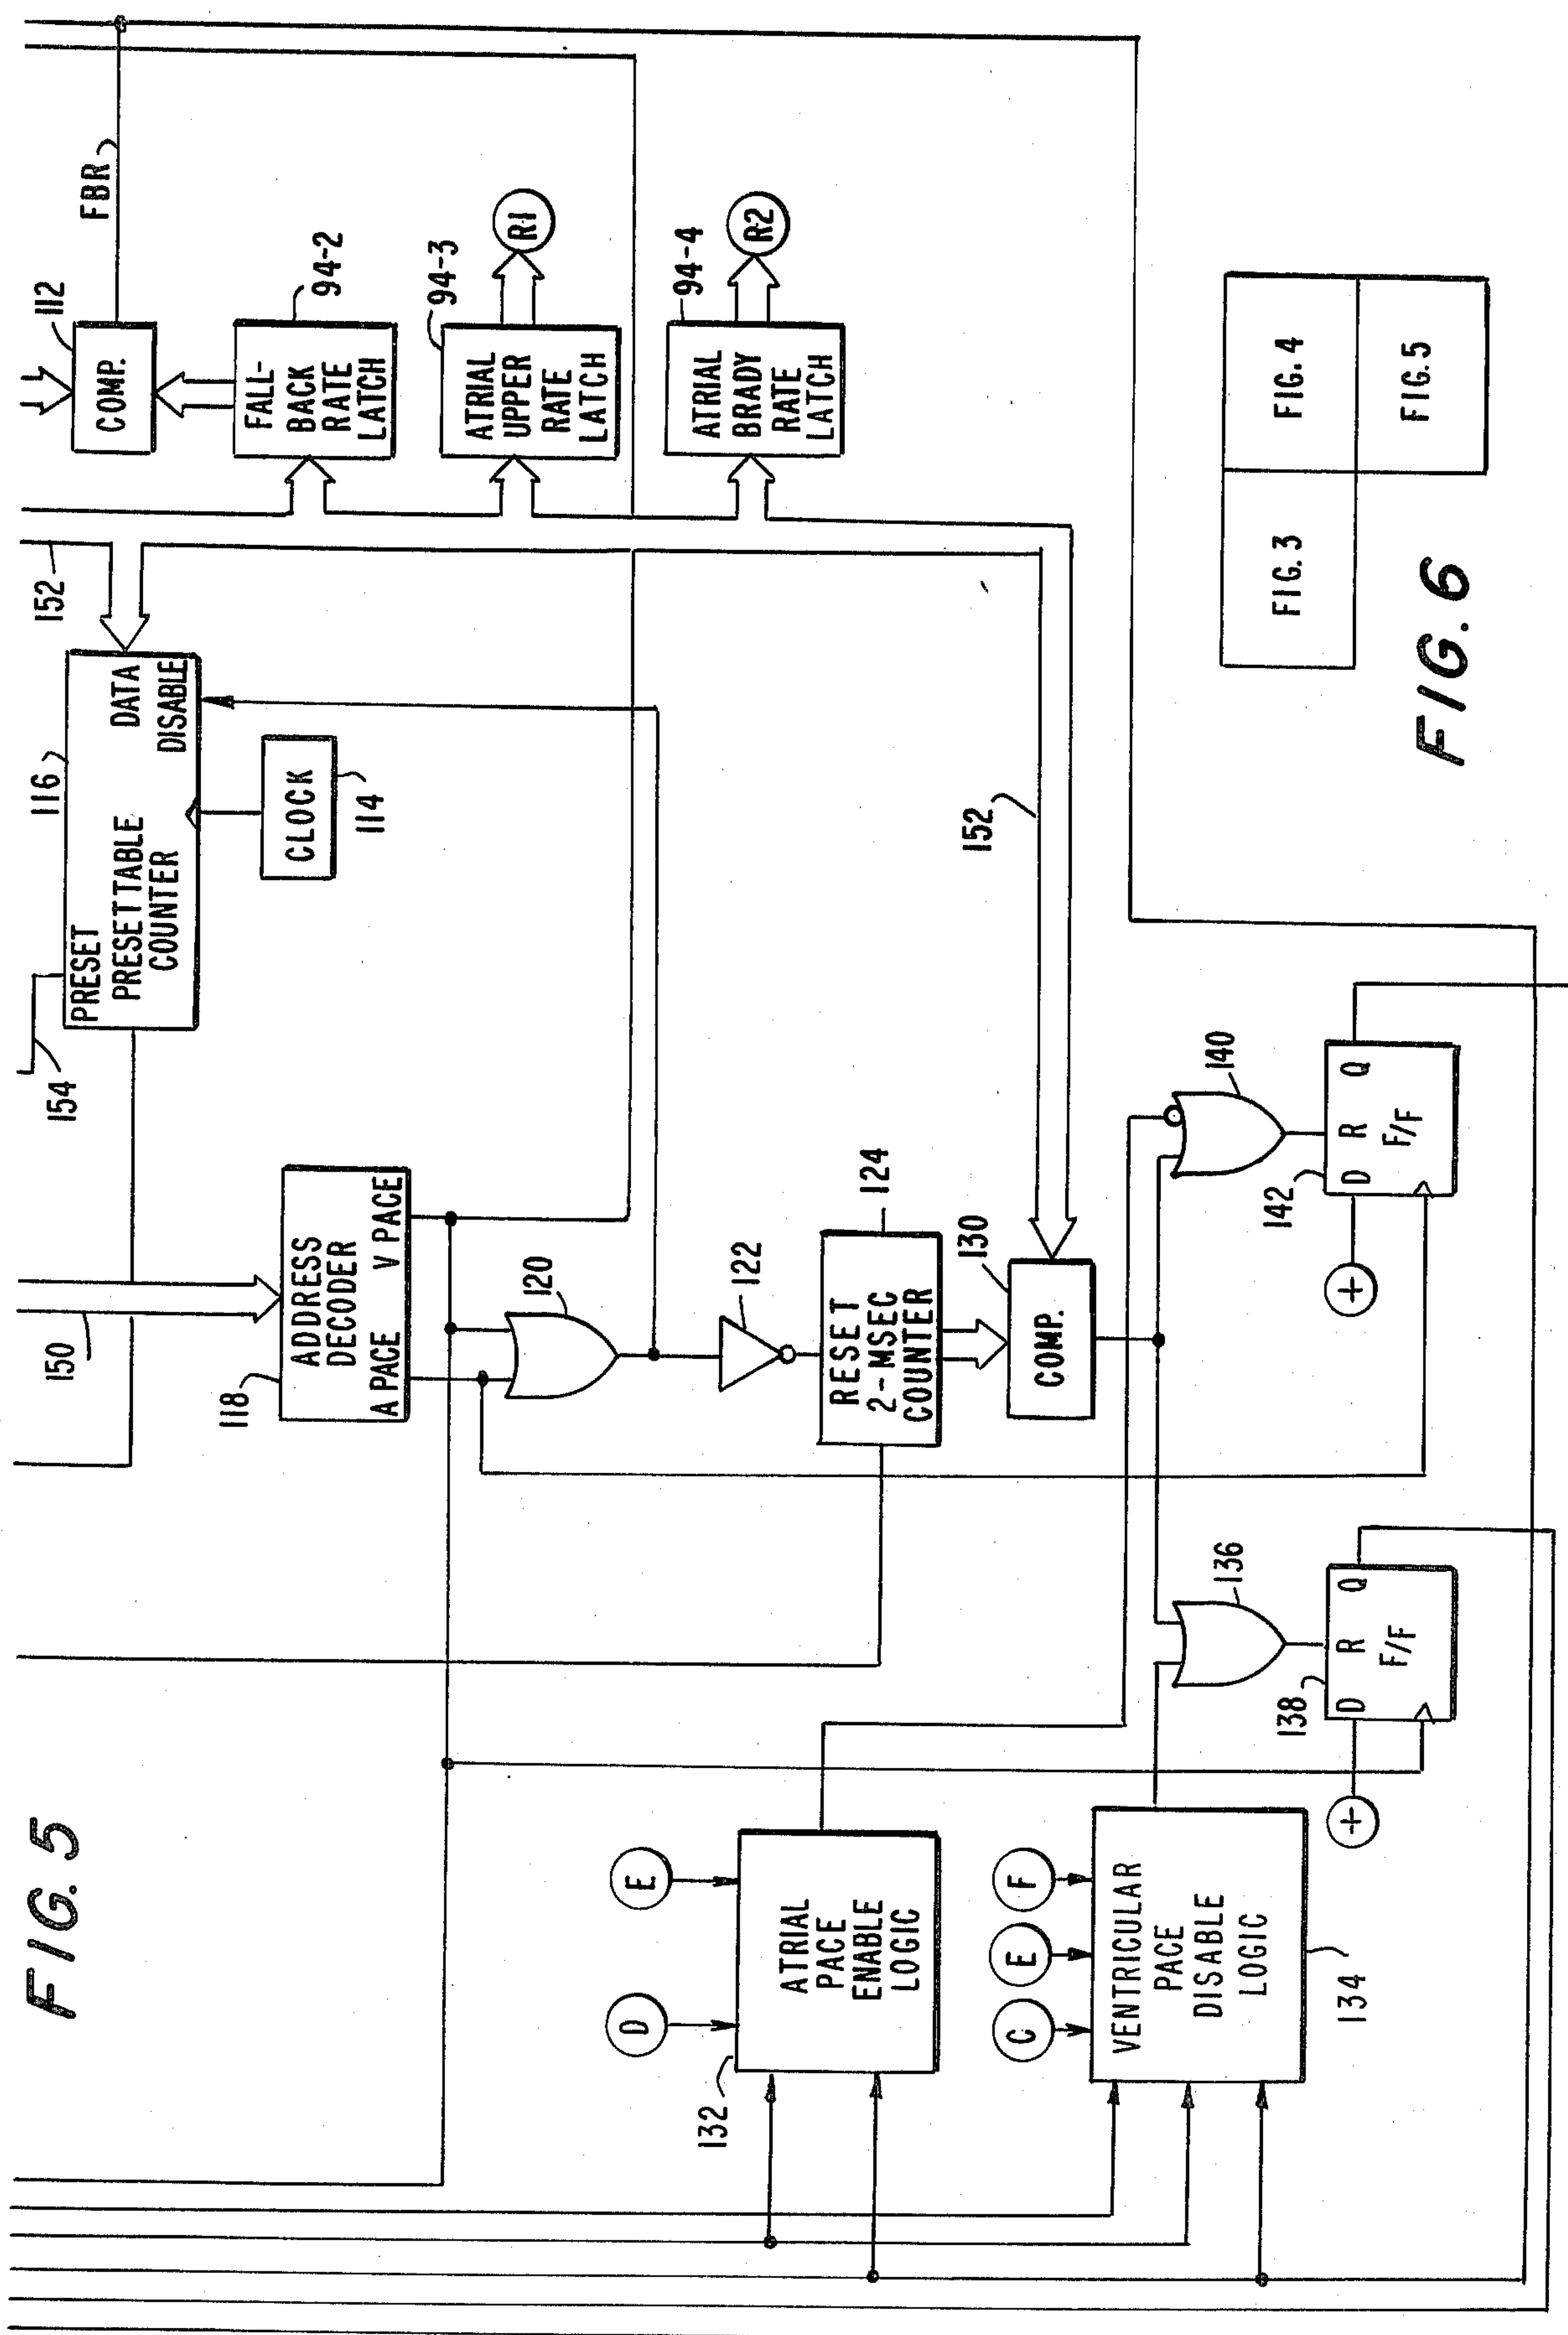 FIG. 5
150
118
ADDRESS
DECODER
A PACE V PACE
154
PRESET
PRESETTABLE
COUNTER
116
DATA
DISABLE
152
CLOCK
114
112
COMP.
FBR
FALL-
BACK
RATE
LATCH
94-2
ATRIAL
UPPER
RATE
LATCH
94-3
R1
ATRIAL
BRADY
RATE
LATCH
94-4
R2
120
122
RESET
2-MSEC
COUNTER
124
130
COMP.
152
D
E
132
ATRIAL
PACE
ENABLE
LOGIC
C
E
F
VENTRICULAR
PACE
DISABLE
LOGIC
134
136
138
+
D R Q
F/F
140
142
+
D R Q
F/F
FIG. 3
FIG. 4
FIG. 5
FIG. 6